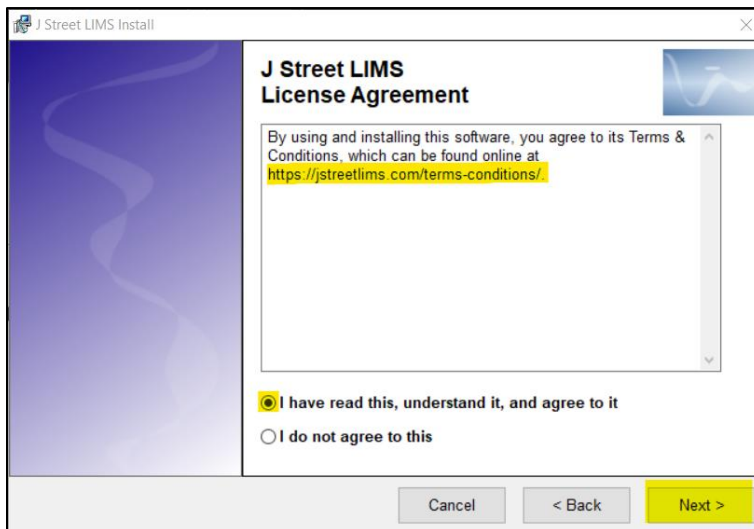 J Street LIMS Install
J Street LIMS
License Agreement
By using and installing this software, you agree to its Terms &
Conditions, which can be found online at
https://jstreetlims.com/terms-conditions/.
I have read this, understand it, and agree to it
I do not agree to this
Cancel
< Back
Next >